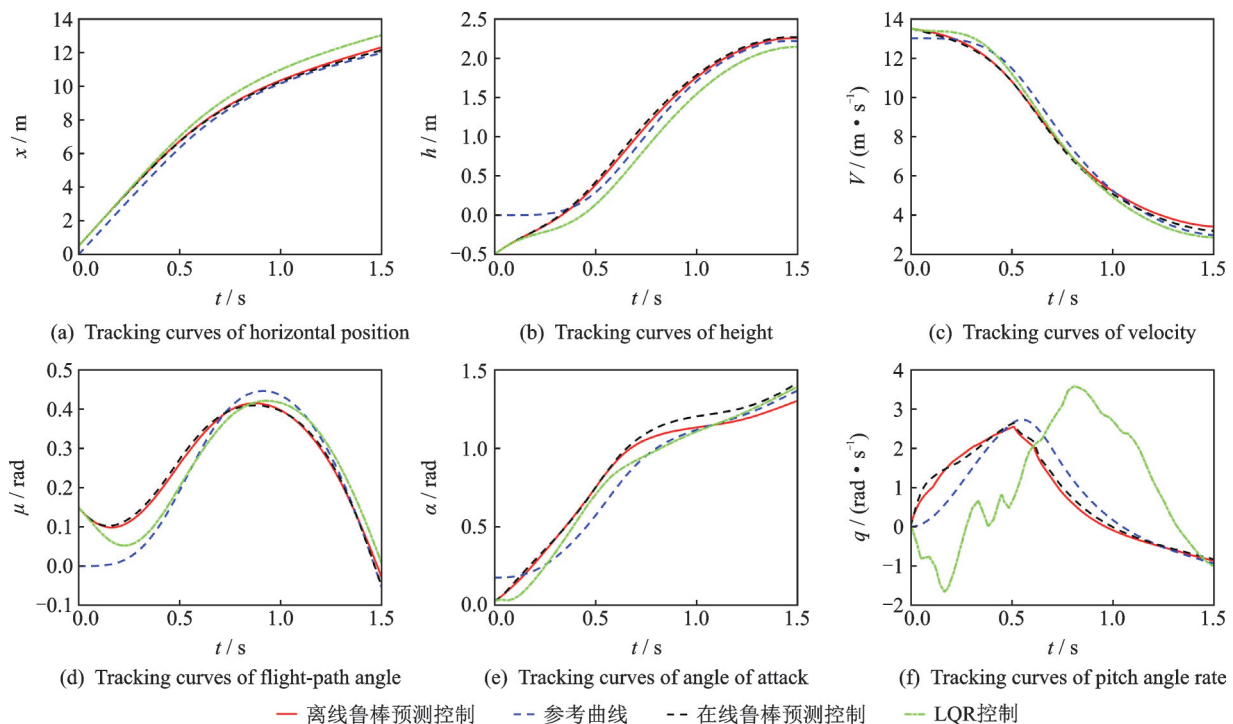 14
12
10
8
6
4
12
0
x / m
0.0 0.5 1.0 1.5
t / s
(a) Tracking curves of horizontal position
2.5
2.0
1.5
1.0
0.5
0.0
−0.5
h / m
0.0 0.5 1.0 1.5
t / s
(b) Tracking curves of height
14
12
10
8
6
4
2
V / (m • s⁻¹)
0.0 0.5 1.0 1.5
t / s
(c) Tracking curves of velocity
0.5
0.4
0.3
0.2
0.1
0.0
−0.1
μ / rad
0.0 0.5 1.0 1.5
t / s
(d) Tracking curves of flight-path angle
1.5
1.0
0.5
0.0
α / rad
0.0 0.5 1.0 1.5
t / s
(e) Tracking curves of angle of attack
4
3
2
1
0
−1
−2
q / (rad • s⁻¹)
0.0 0.5 1.0 1.5
t / s
(f) Tracking curves of pitch angle rate
离线鲁棒预测控制 参考曲线 在线鲁棒预测控制 LQR控制